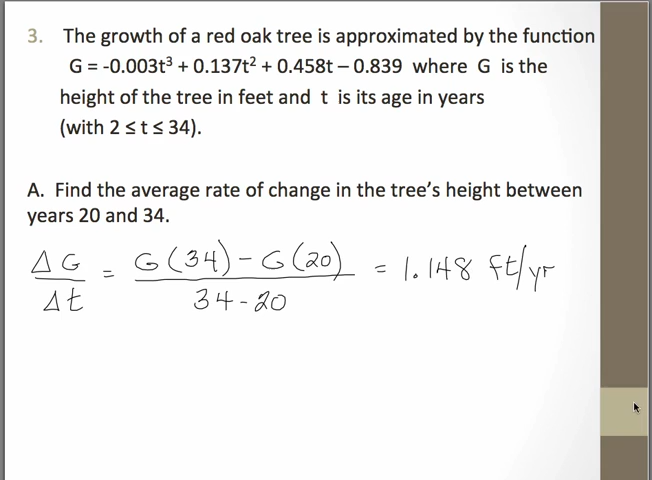 3. The growth of a red oak tree is approximated by the function
G = -0.003t³ + 0.137t² + 0.458t – 0.839 where G is the
height of the tree in feet and t is its age in years
(with 2 ≤ t ≤ 34).
A. Find the average rate of change in the tree’s height between
years 20 and 34.
ΔG/Δt = (G(34) - G(20))/(34-20) = 1.148 ft/yr